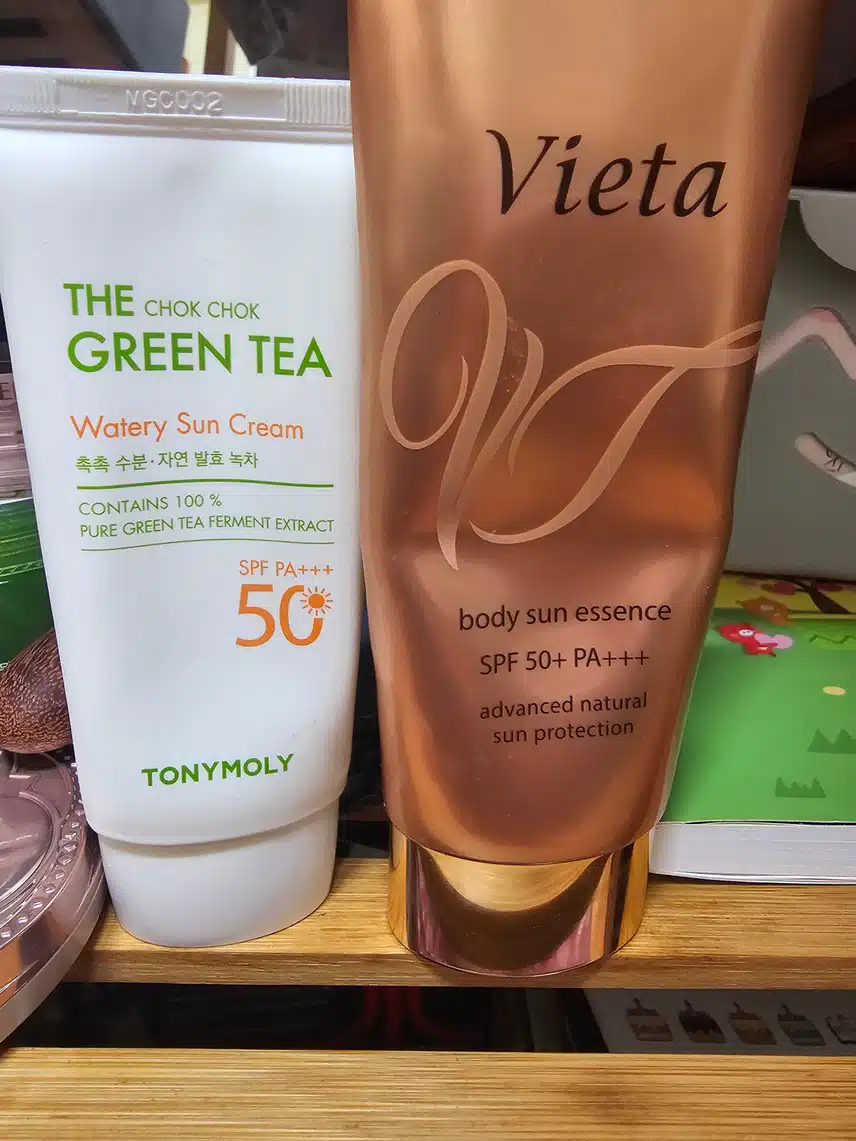 NGC002
THE CHOK CHOK
GREEN TEA
Watery Sun Cream
촉촉 수분·자연 발효 녹차
CONTAINS 100 %
PURE GREEN TEA FERMENT EXTRACT
SPF PA+++
50
TONYMOLY
Vieta
VT
body sun essence
SPF 50+ PA+++
advanced natural
sun protection